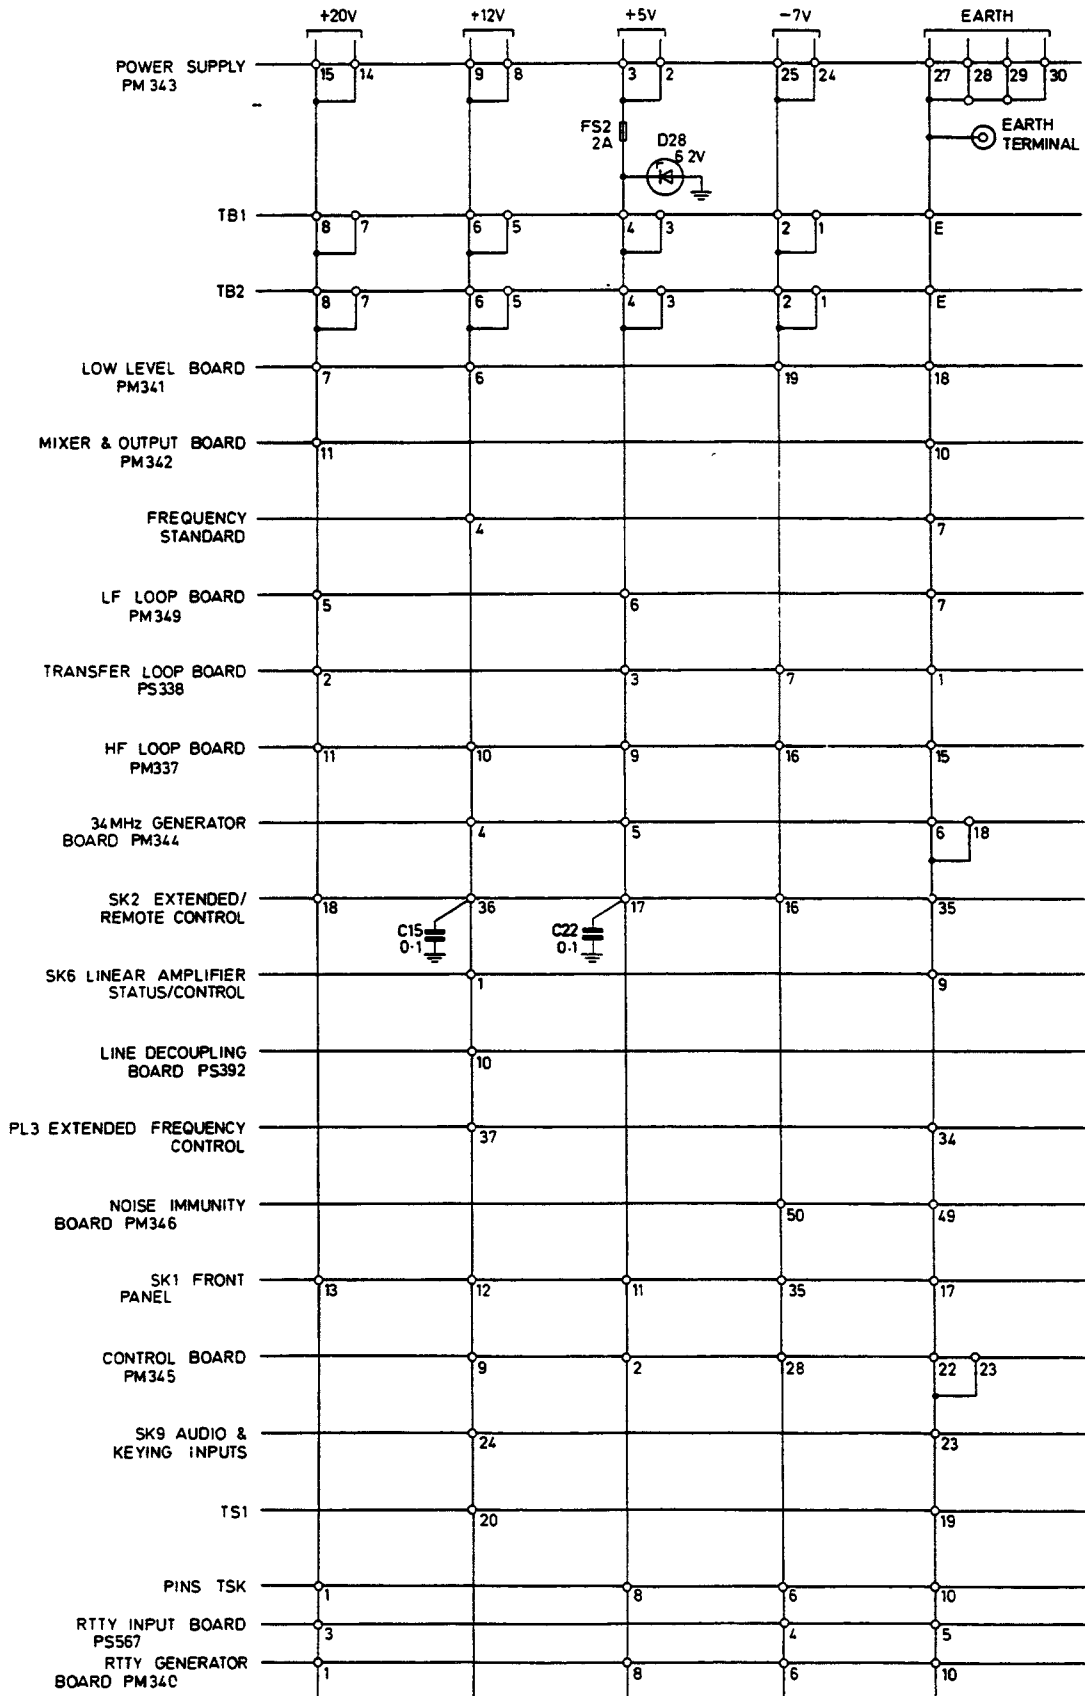 +20V +12V +5V -7V EARTH
POWER SUPPLY 15 14 9 8 3 2 25 24 27 28 29 30
PM 343
FS2
2A
D28
6 2V
EARTH
TERMINAL
TB1 8 7 6 5 4 3 2 1 E
TB2 8 7 6 5 4 3 2 1 E
LOW LEVEL BOARD 7 6 19 18
PM341
MIXER & OUTPUT BOARD 11 10
PM342
FREQUENCY 4 7
STANDARD
LF LOOP BOARD 5 6 7
PM349
TRANSFER LOOP BOARD 2 3 7 1
PS338
HF LOOP BOARD 11 10 9 16 15
PM337
34MHz GENERATOR 4 5 6 18
BOARD PM344
SK2 EXTENDED/ 18 36 17 16 35
REMOTE CONTROL
C15
0·1
C22
0·1
SK6 LINEAR AMPLIFIER 1 9
STATUS/CONTROL
LINE DECOUPLING 10
BOARD PS392
PL3 EXTENDED FREQUENCY 37 34
CONTROL
NOISE IMMUNITY 50 49
BOARD PM346
SK1 FRONT 13 12 11 35 17
PANEL
CONTROL BOARD 9 2 28 22 23
PM345
SK9 AUDIO & 24 23
KEYING INPUTS
TS1 20 19
PINS TSK 1 8 6 10
RTTY INPUT BOARD 3 4 5
PS567
RTTY GENERATOR 1 8 6 10
BOARD PM340